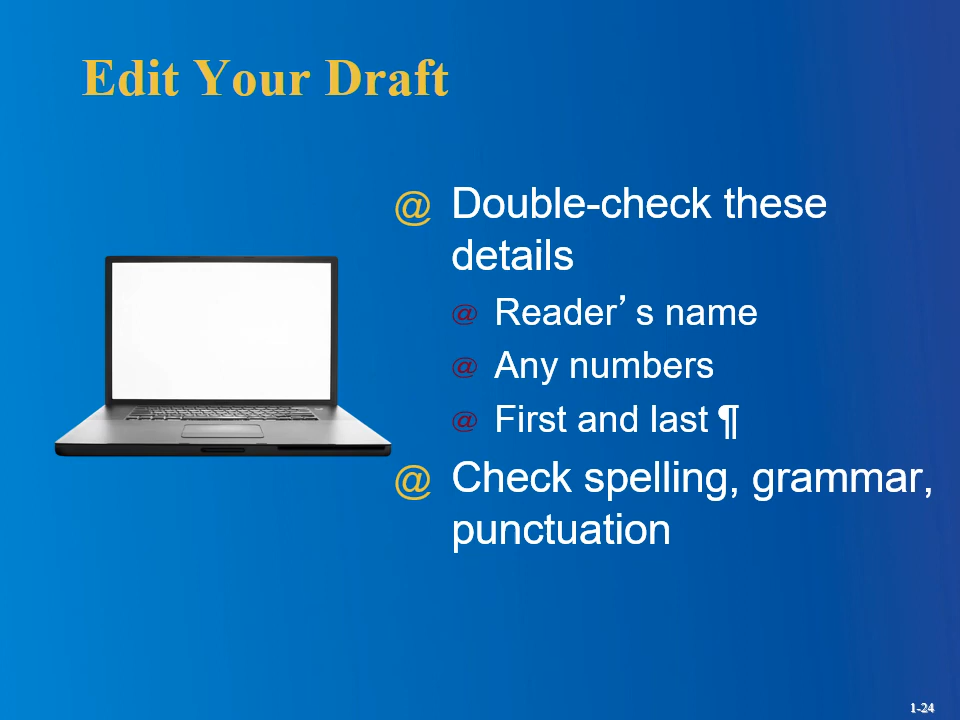 Edit Your Draft
@ Double-check these
details
@ Reader’s name
@ Any numbers
@ First and last ¶
@ Check spelling, grammar,
punctuation
1-24